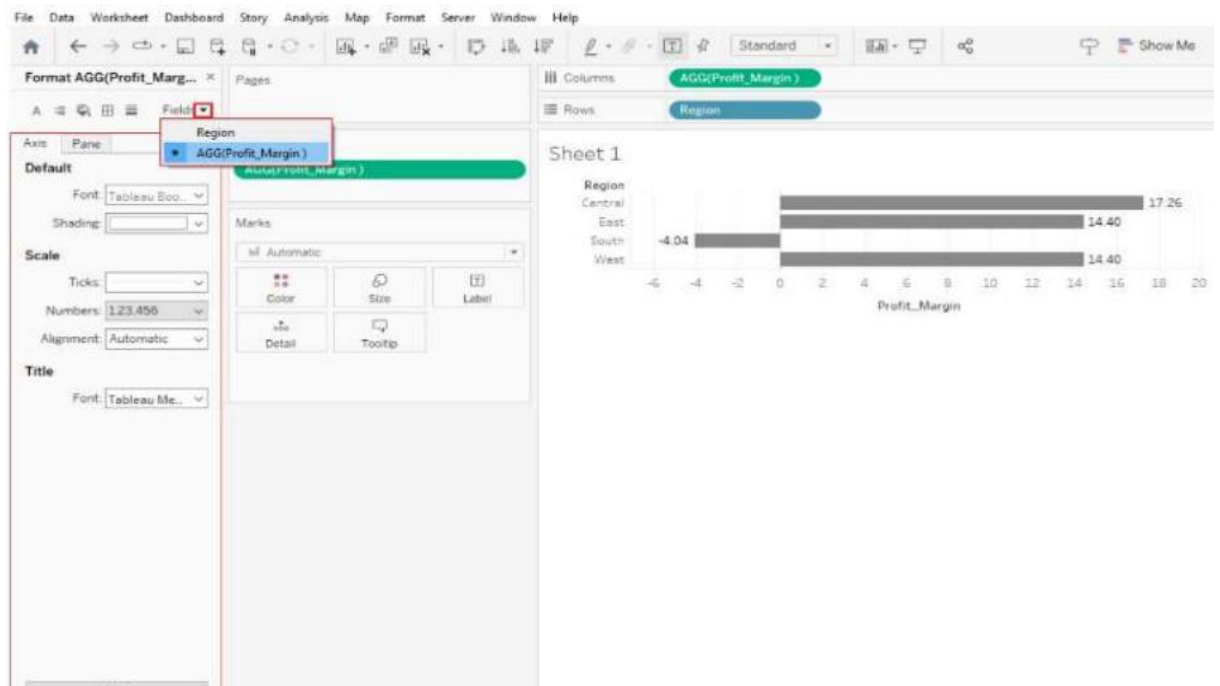 File Data Worksheet Dashboard Story Analysis Map Format Server Window Help
Standard
Show Me
Format AGG(Profit_Marg...
Fields
Region
AGG(Profit_Margin )
Axis Pane
Default
Font: Tableau Boo..
Shading:
Scale
Ticks:
Numbers: 123,456
Alignment: Automatic
Title
Font: Tableau Me..
Pages
AGG(Profit_Margin )
Marks
Automatic
Color Size Label
Detail Tooltip
Columns AGG(Profit_Margin )
Rows Region
Sheet 1
Region
Central 17.26
East 14.40
South -4.04
West 14.40
-6 -4 -2 0 2 4 6 8 10 12 14 16 18 20
Profit_Margin